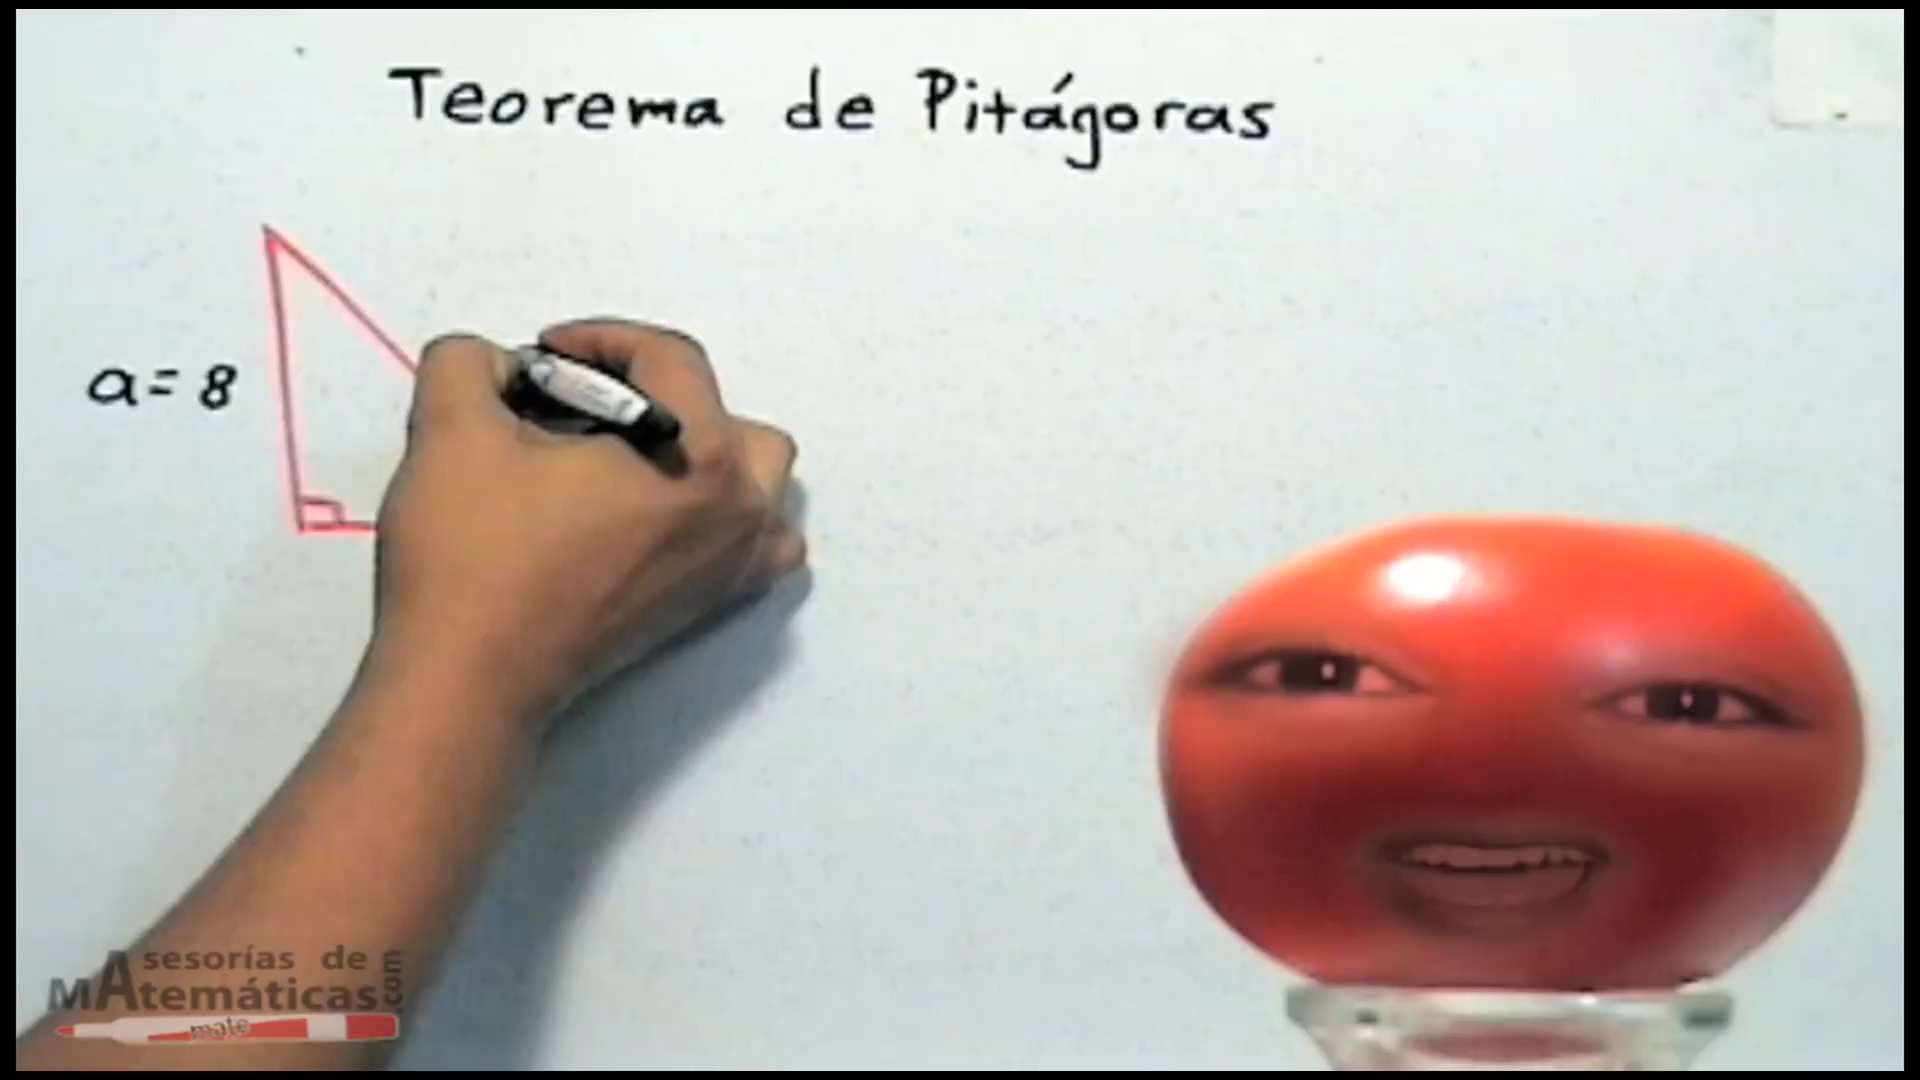 Teorema de Pitágoras
a = 8
Asesorías de
MAtemáticas.com
mate